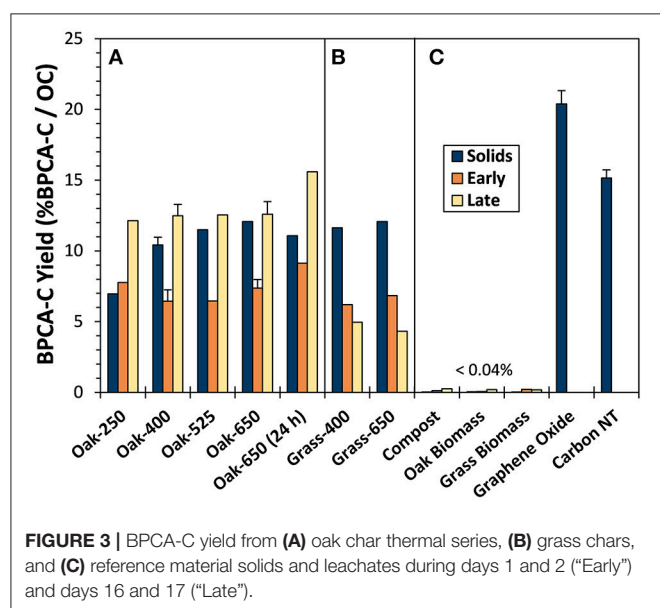 A
B
C
BPCA-C Yield (%BPCA-C / OC)
25
20
15
10
5
0
Solids
Early
Late
< 0.04%
Oak-250
Oak-400
Oak-525
Oak-650
Oak-650 (24 h)
Grass-400
Grass-650
Compost
Oak Biomass
Grass Biomass
Graphene Oxide
Carbon NT
FIGURE 3 | BPCA-C yield from (A) oak char thermal series, (B) grass chars,
and (C) reference material solids and leachates during days 1 and 2 (“Early”)
and days 16 and 17 (“Late”).